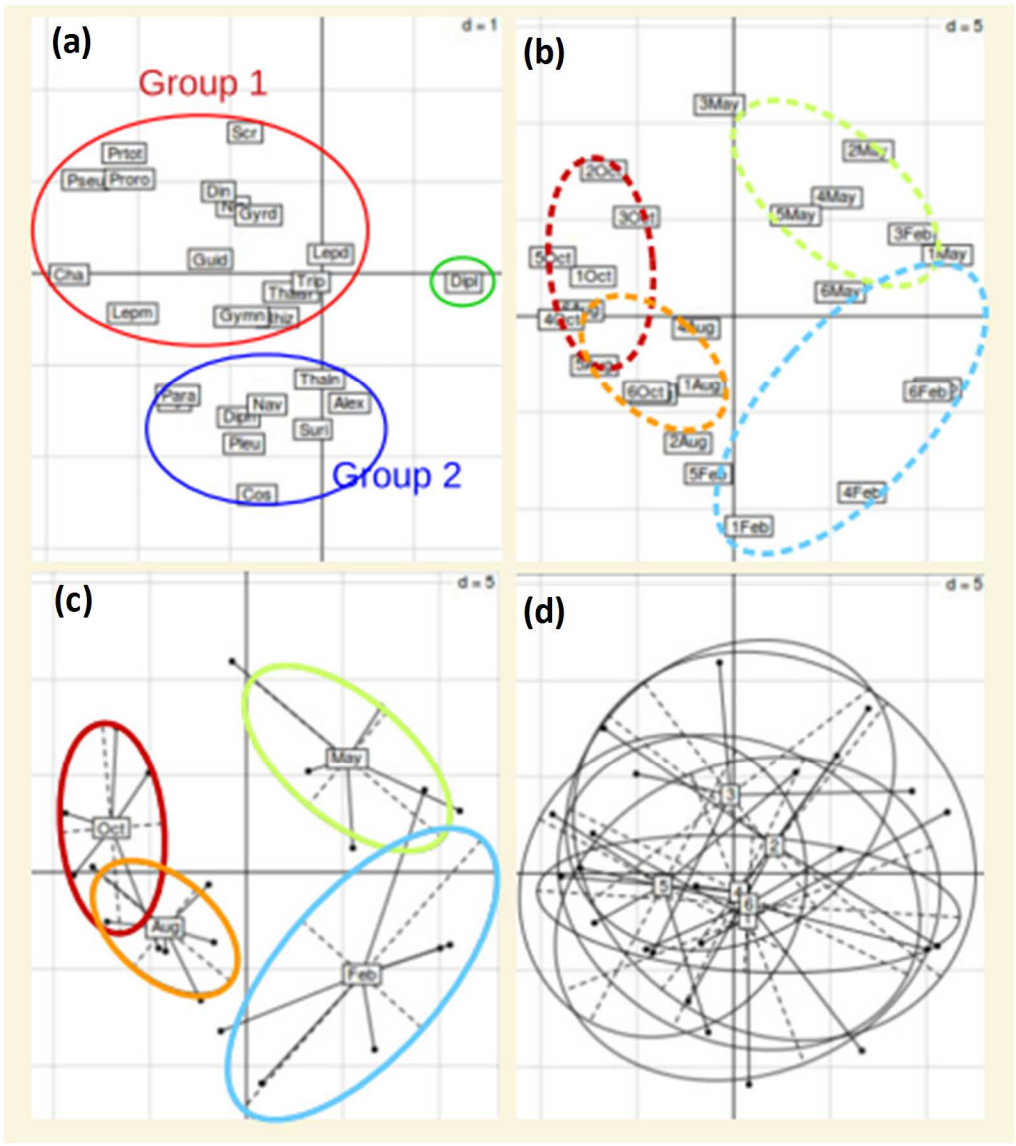 (a)
d = 1
Group 1
Scr
Prtot
Pseu
Proro
Din
Gyrd
Lepd
Guid
Cha
Trip
Dipl
Lepm
Gymn
Thaln
Para
Nav
Alex
Diph
Suri
Pleu
Group 2
Cos
(b)
d = 5
3May
2May
2Oct
4May
3Oct
5May
3Feb
5Oct
1May
1Oct
6May
4Oct
4Aug
5Aug
6Oct
1Aug
6Feb
2Aug
5Feb
4Feb
1Feb
(c)
d = 5
May
Oct
Aug
Feb
(d)
d = 5
3
2
5
4
6
1